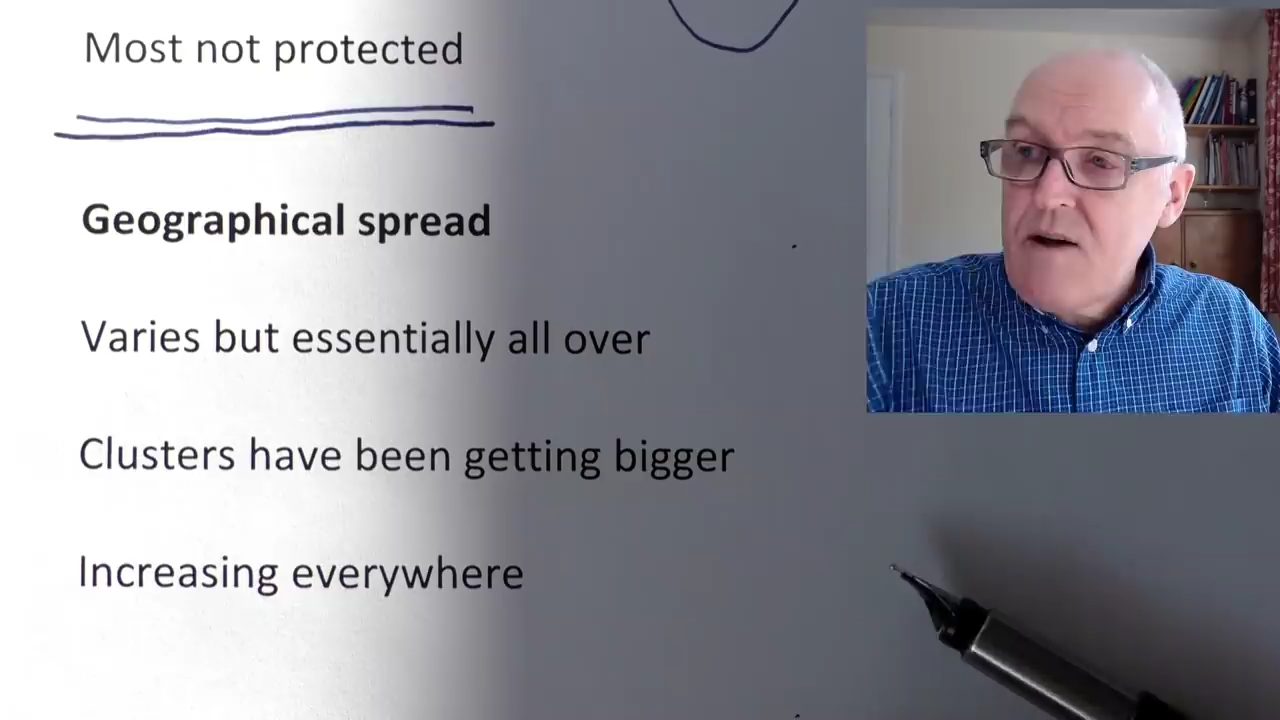 Most not protected
Geographical spread
Varies but essentially all over
Clusters have been getting bigger
Increasing everywhere